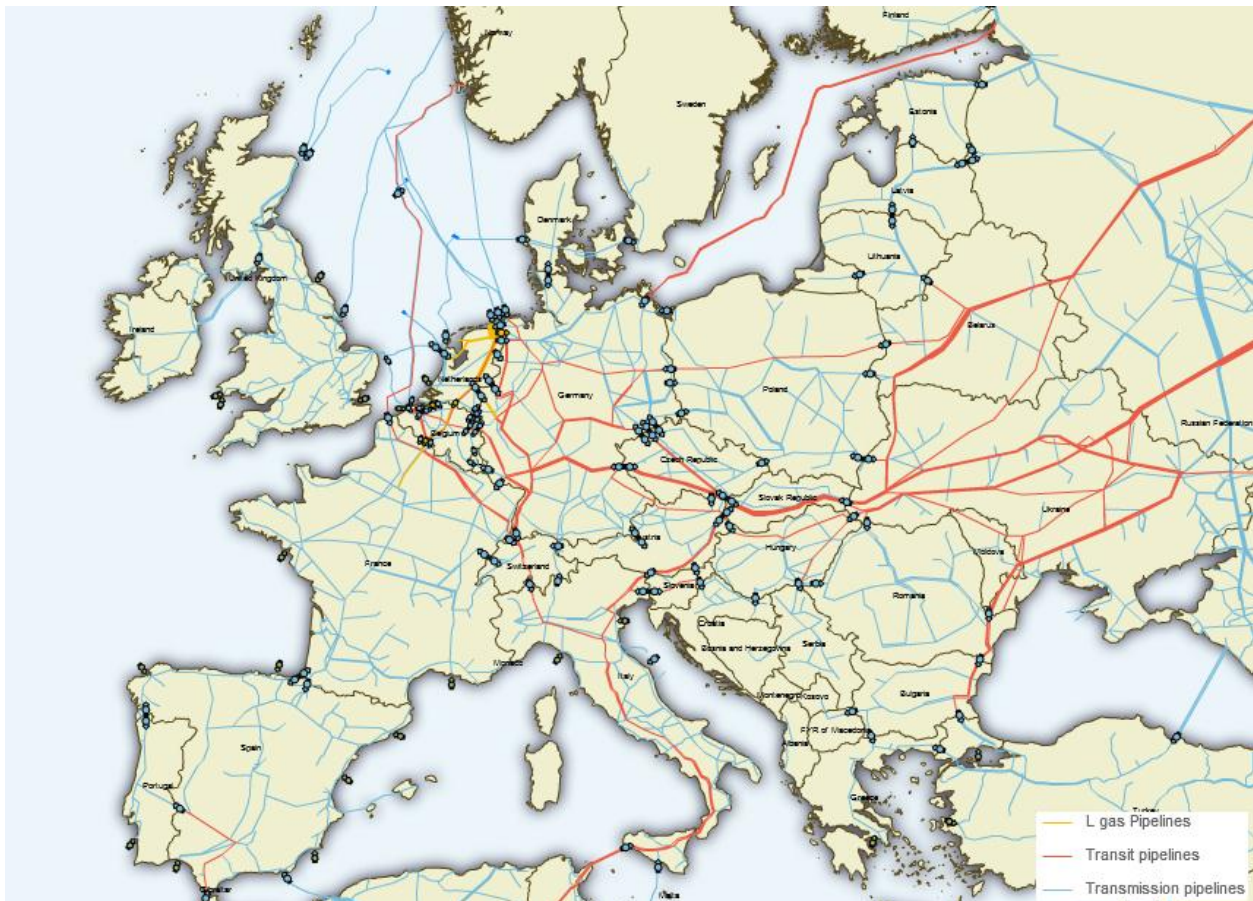 Finland
Norway
Sweden
Estonia
Latvia
Denmark
Lithuania
United Kingdom
Ireland
Belarus
Netherlands
Germany
Poland
Belgium
Russian Federation
Czech Republic
Slovak Republic
Ukraine
Austria
Hungary
Moldova
France
Switzerland
Slovenia
Romania
Croatia
Bosnia and Herzegovina
Serbia
Monaco
Italy
Montenegro
Kosovo
Bulgaria
FYR of Macedonia
Albania
Spain
Portugal
Greece
Turkey
Gibraltar
Malta
L gas Pipelines
Transit pipelines
Transmission pipelines